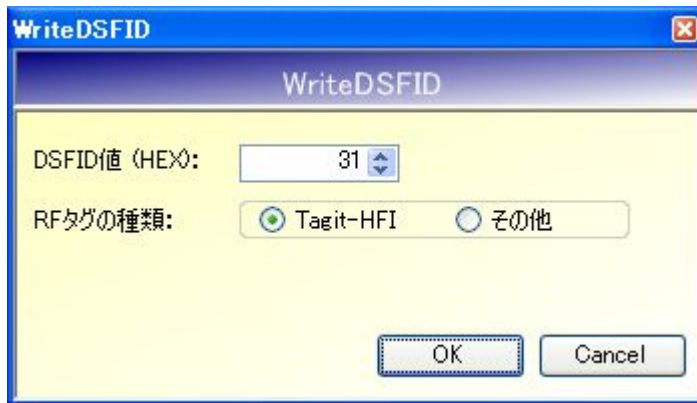 WriteDSFID
WriteDSFID
DSFID値 (HEX): 31
RFタグの種類: Tagit-HFI その他
OK Cancel